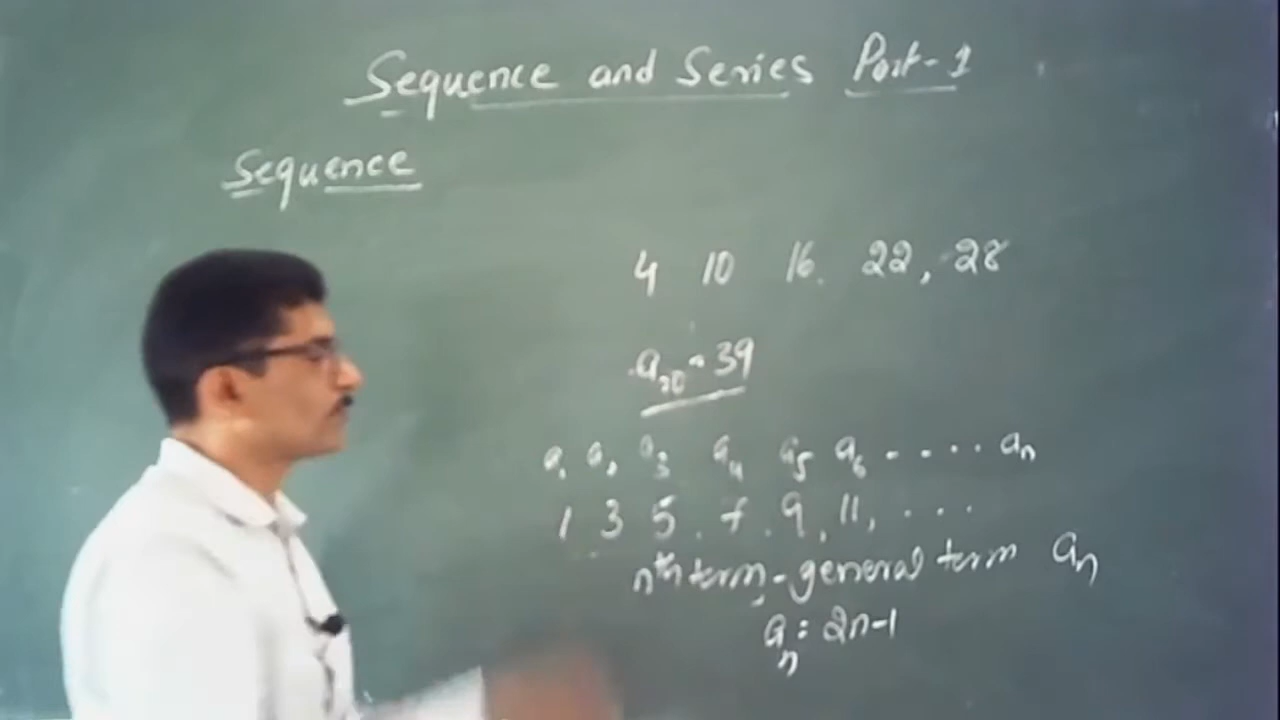 Sequence and Series Part-1
Sequence
4 10 16. 22, 28
a₂₀ = 39
a₁ a₂ a₃ a₄ a₅ a₆ - - - - aₙ
1 3 5. 7. 9, 11, . . .
nth term - general term aₙ
aₙ = 2n-1